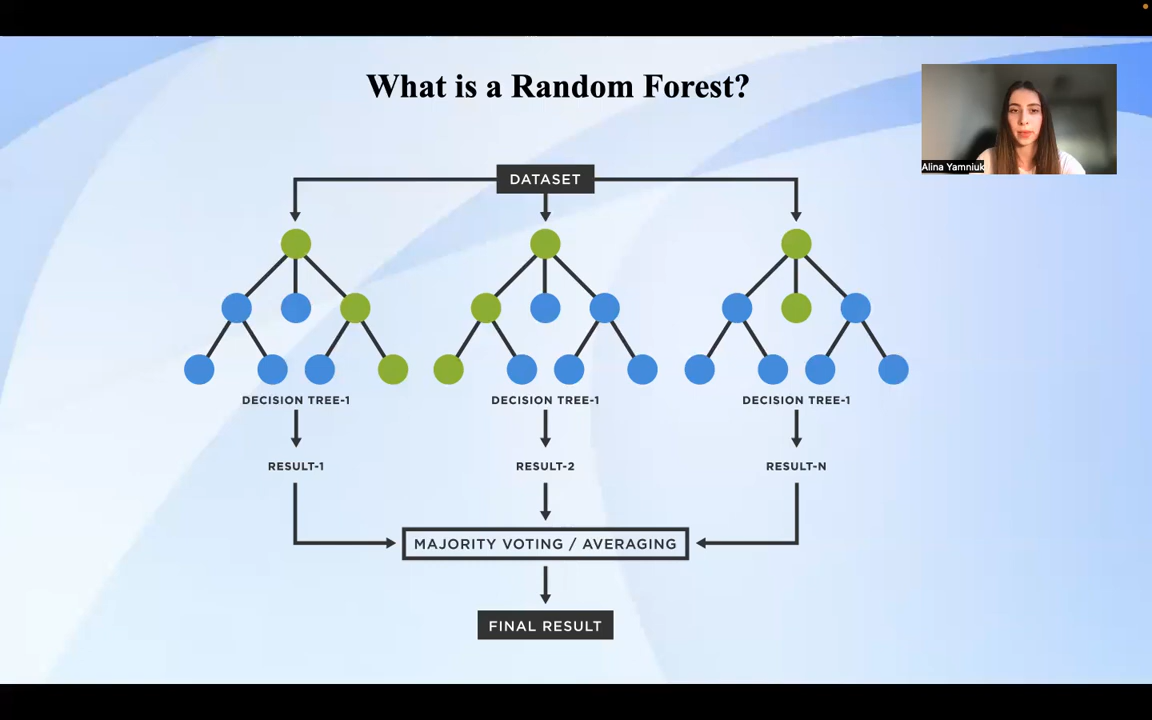 What is a Random Forest?
Alina Yamniuk
DATASET
DECISION TREE-1
DECISION TREE-1
DECISION TREE-1
RESULT-1
RESULT-2
RESULT-N
MAJORITY VOTING / AVERAGING
FINAL RESULT